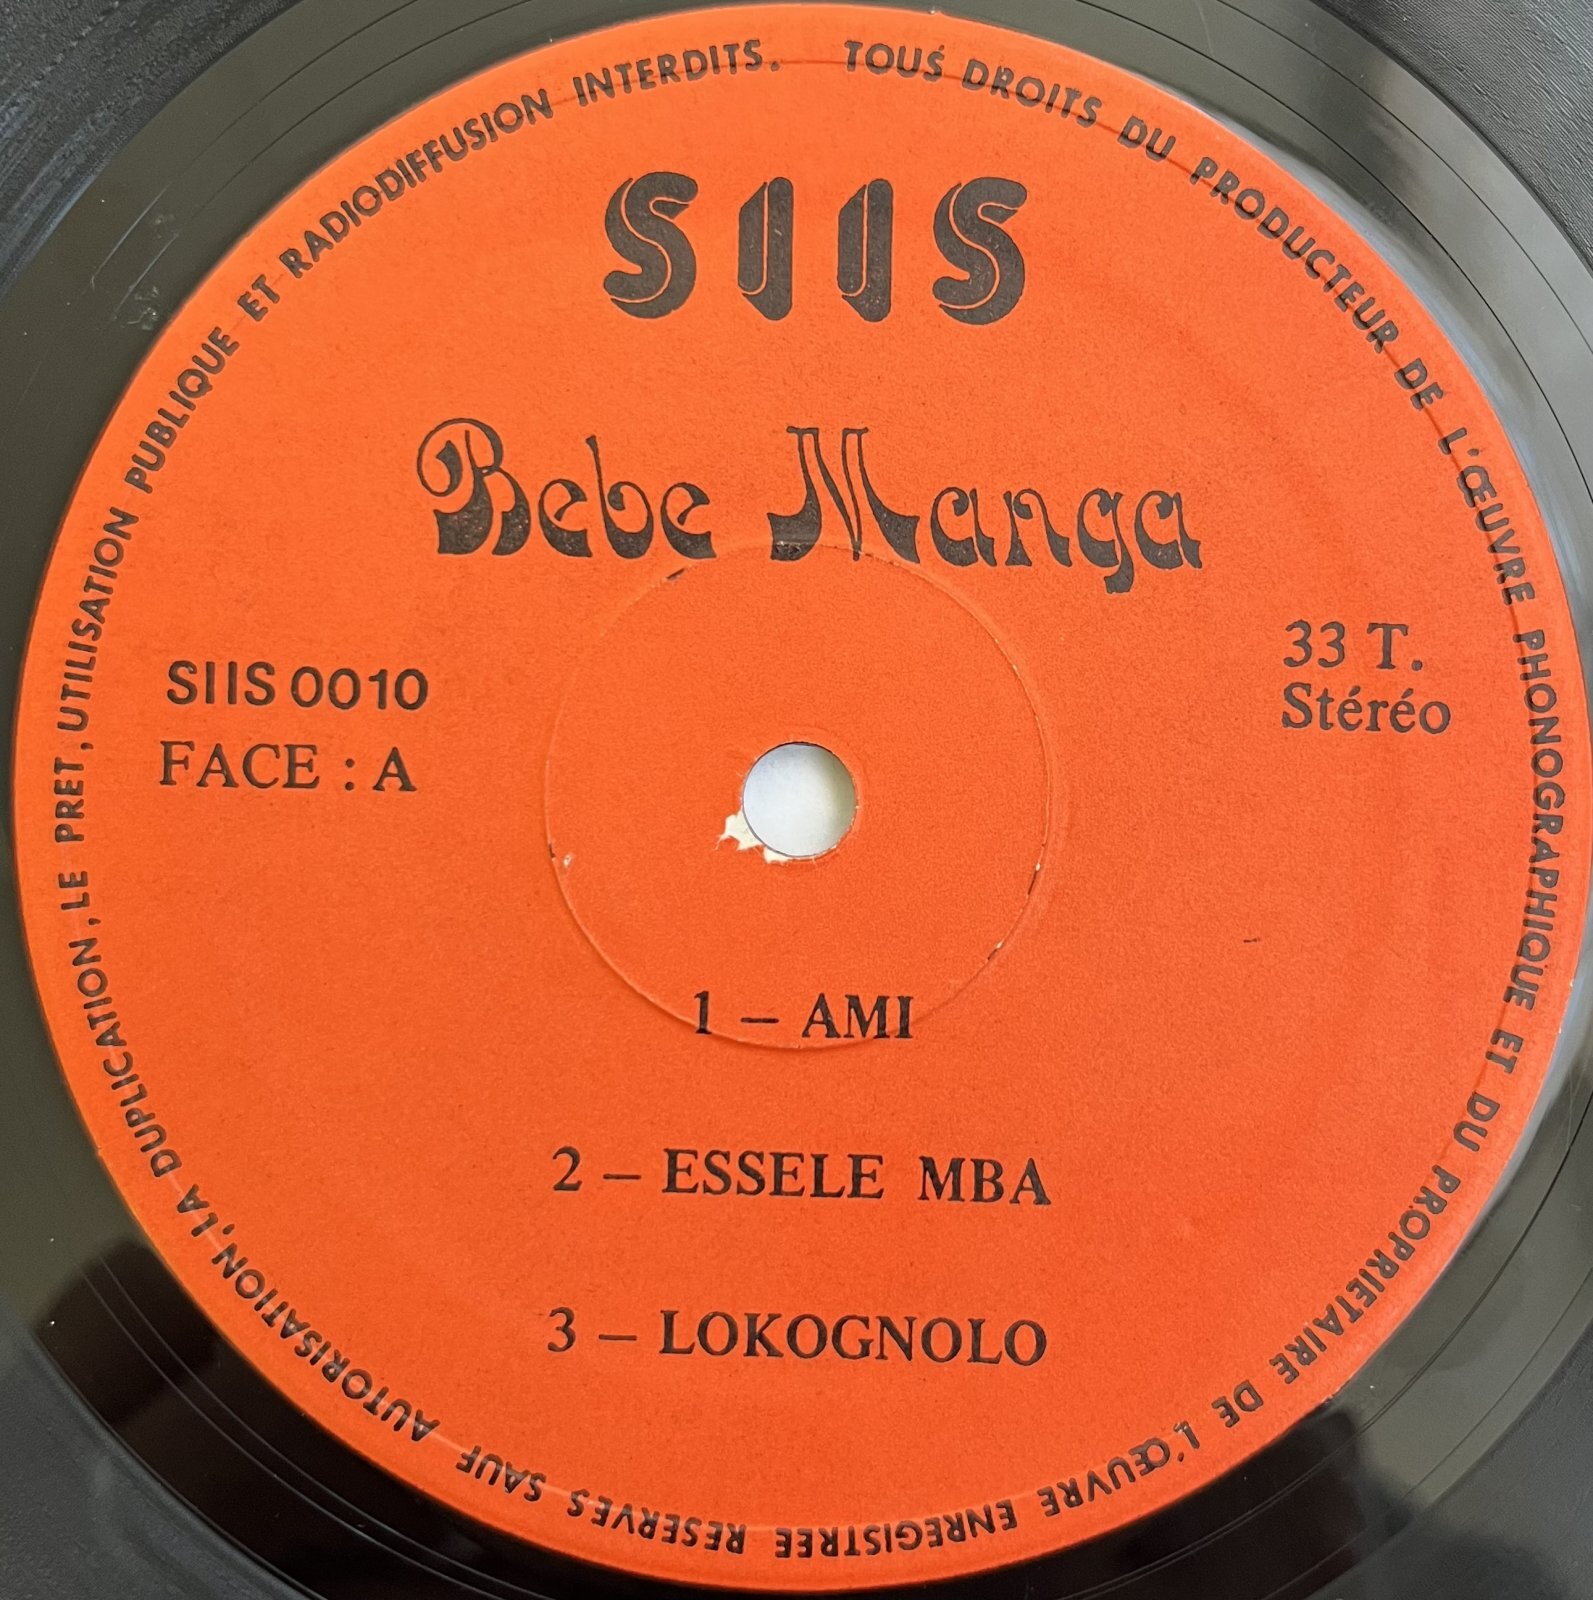 TOUS DROITS DU PRODUCTEUR DE L'ŒUVRE PHONOGRAPHIQUE ET DU PROPRIETAIRE DE L'ŒUVRE ENREGISTREE RESERVES SAUF AUTORISATION, LA DUPLICATION, LE PRET, UTILISATION PUBLIQUE ET RADIODIFFUSION INTERDITS.
SIIS
Bebe Manga
SIIS 0010
FACE : A
33 T.
Stéréo
1 – AMI
2 – ESSELE MBA
3 – LOKOGNOLO